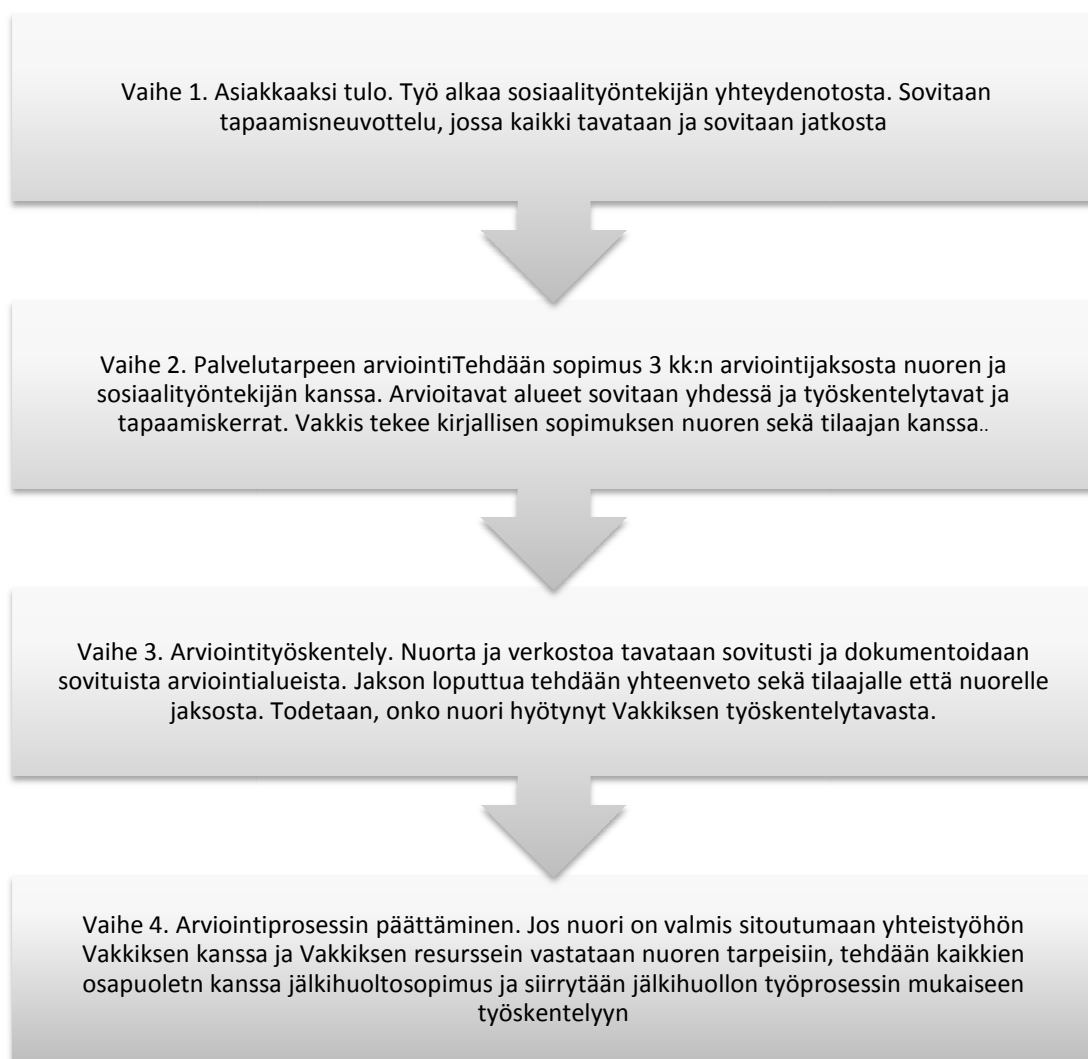 Vaihe 1. Asiakkaaksi tulo. Työ alkaa sosiaalityöntekijän yhteydenotosta. Sovitaan
tapaamisneuvottelu, jossa kaikki tavataan ja sovitaan jatkosta
Vaihe 2. Palvelutarpeen arviointiTehdään sopimus 3 kk:n arviointijaksosta nuoren ja
sosiaalityöntekijän kanssa. Arvioitavat alueet sovitaan yhdessä ja työskentelytavat ja
tapaamiskerrat. Vakkis tekee kirjallisen sopimuksen nuoren sekä tilaajan kanssa..
Vaihe 3. Arviointityöskentely. Nuorta ja verkostoa tavataan sovitusti ja dokumentoidaan
sovituista arviointialueista. Jakson loputtua tehdään yhteenveto sekä tilaajalle että nuorelle
jaksosta. Todetaan, onko nuori hyötynyt Vakkiksen työskentelytavasta.
Vaihe 4. Arviointiprosessin päättäminen. Jos nuori on valmis sitoutumaan yhteistyöhön
Vakkiksen kanssa ja Vakkiksen resurssein vastataan nuoren tarpeisiin, tehdään kaikkien
osapuoletn kanssa jälkihuoltosopimus ja siirrytään jälkihuollon työprosessin mukaiseen
työskentelyyn